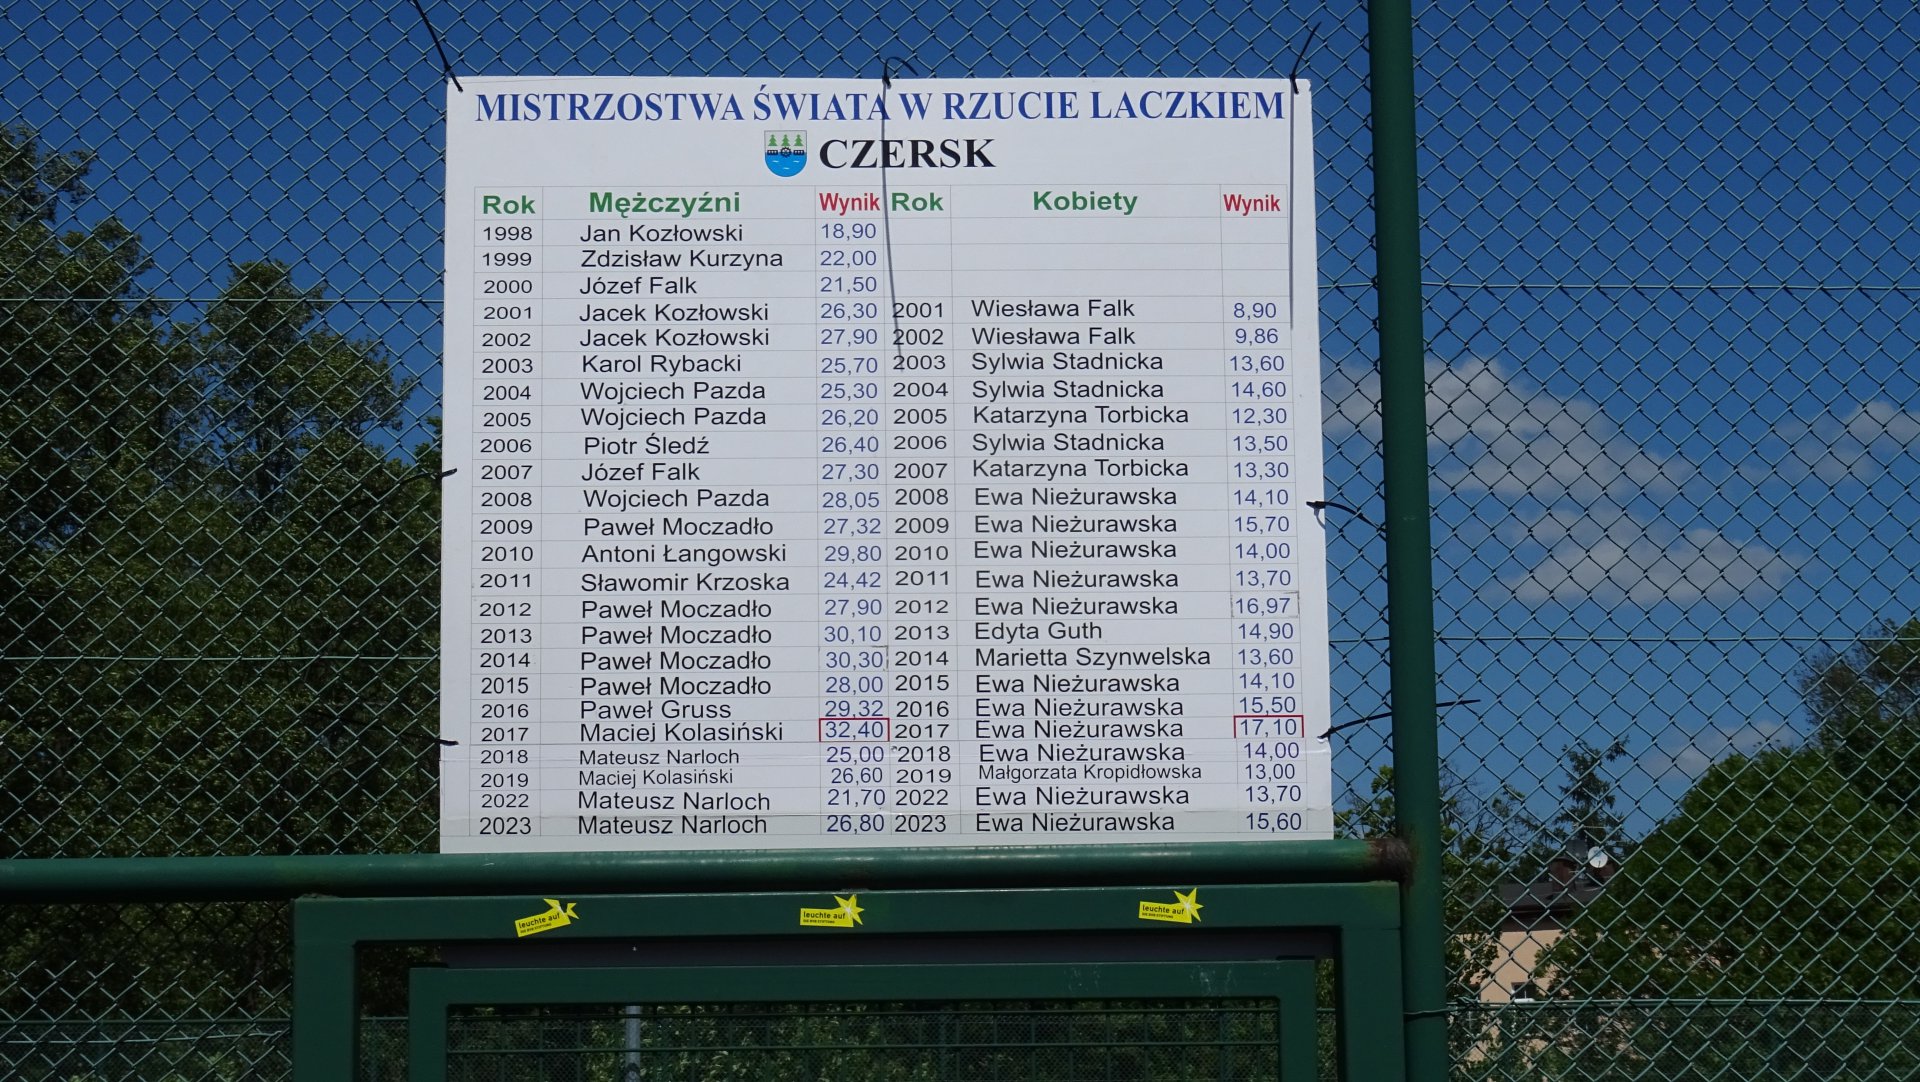 MISTRZOSTWA ŚWIATA W RZUCIE LACZKIEM
CZERSK
Rok Mężczyźni Wynik Rok Kobiety Wynik
1998 Jan Kozłowski 18,90
1999 Zdzisław Kurzyna 22,00
2000 Józef Falk 21,50
2001 Jacek Kozłowski 26,30 2001 Wiesława Falk 8,90
2002 Jacek Kozłowski 27,90 2002 Wiesława Falk 9,86
2003 Karol Rybacki 25,70 2003 Sylwia Stadnicka 13,60
2004 Wojciech Pazda 25,30 2004 Sylwia Stadnicka 14,60
2005 Wojciech Pazda 26,20 2005 Katarzyna Torbicka 12,30
2006 Piotr Śledź 26,40 2006 Sylwia Stadnicka 13,50
2007 Józef Falk 27,30 2007 Katarzyna Torbicka 13,30
2008 Wojciech Pazda 28,05 2008 Ewa Nieżurawska 14,10
2009 Paweł Moczadło 27,32 2009 Ewa Nieżurawska 15,70
2010 Antoni Łangowski 29,80 2010 Ewa Nieżurawska 14,00
2011 Sławomir Krzoska 24,42 2011 Ewa Nieżurawska 13,70
2012 Paweł Moczadło 27,90 2012 Ewa Nieżurawska 16,97
2013 Paweł Moczadło 30,10 2013 Edyta Guth 14,90
2014 Paweł Moczadło 30,30 2014 Marietta Szynwelska 13,60
2015 Paweł Moczadło 28,00 2015 Ewa Nieżurawska 14,10
2016 Paweł Gruss 29,32 2016 Ewa Nieżurawska 15,50
2017 Maciej Kolasiński 32,40 2017 Ewa Nieżurawska 17,10
2018 Mateusz Narloch 25,00 2018 Ewa Nieżurawska 14,00
2019 Maciej Kolasiński 26,60 2019 Małgorzata Kropidłowska 13,00
2022 Mateusz Narloch 21,70 2022 Ewa Nieżurawska 13,70
2023 Mateusz Narloch 26,80 2023 Ewa Nieżurawska 15,60
leuchte auf
DIE BVB STIFTUNG
leuchte auf
DIE BVB STIFTUNG
leuchte auf
DIE BVB STIFTUNG